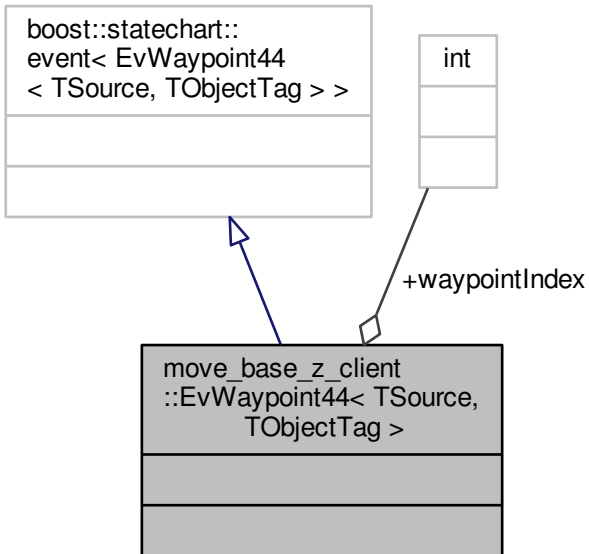 boost::statechart::
event< EvWaypoint44
< TSource, TObjectTag > >
int
+waypointIndex
move_base_z_client
::EvWaypoint44< TSource,
TObjectTag >